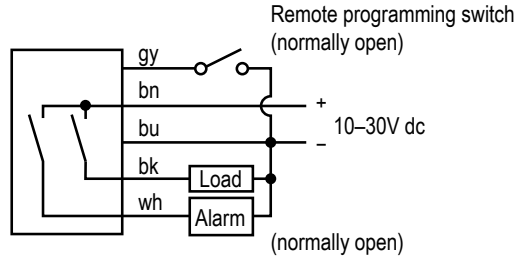 Remote programming switch
(normally open)
gy
bn
+
10–30V dc
bu
–
bk
Load
wh
Alarm
(normally open)